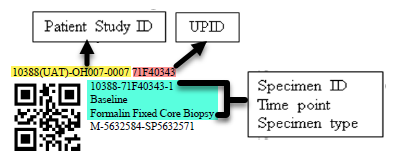 Patient Study ID
UPID
10388(UAT)-OH007-0007 71F40343
10388-71F40343-1
Baseline
Formalin Fixed Core Biopsy
M-5632584-SP5632571
Specimen ID
Time point
Specimen type